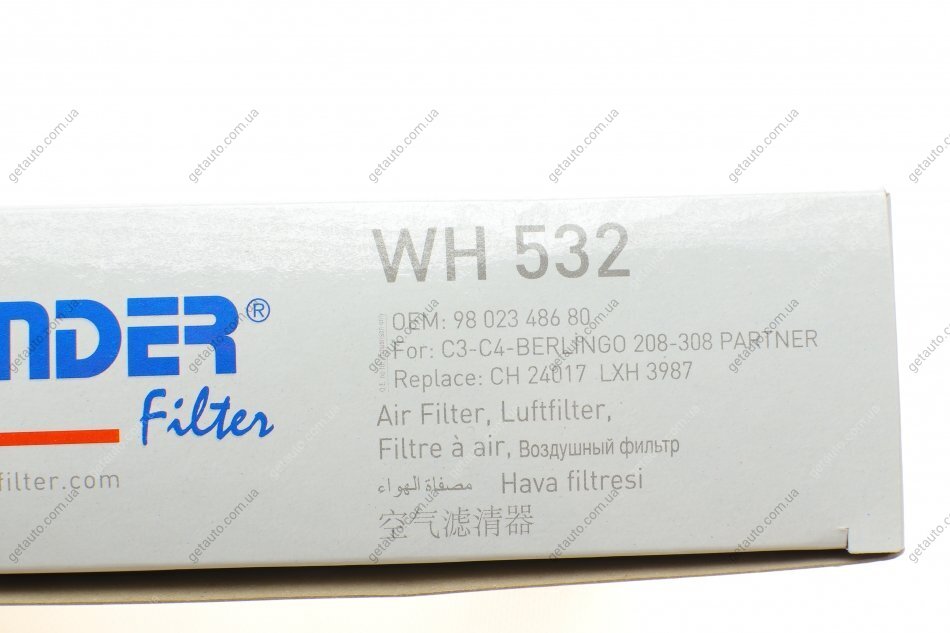 WH 532
NDER®
Filter
filter.com
OEM: 98 023 486 80
For: C3-C4-BERLİNGO 208-308 PARTNER
Replace: CH 24017 LXH 3987
Air Filter, Luftfilter,
Filtre à air, Воздушный фильтр
مصفاة الهواء Hava filtresi
空气滤清器
getauto.com.ua